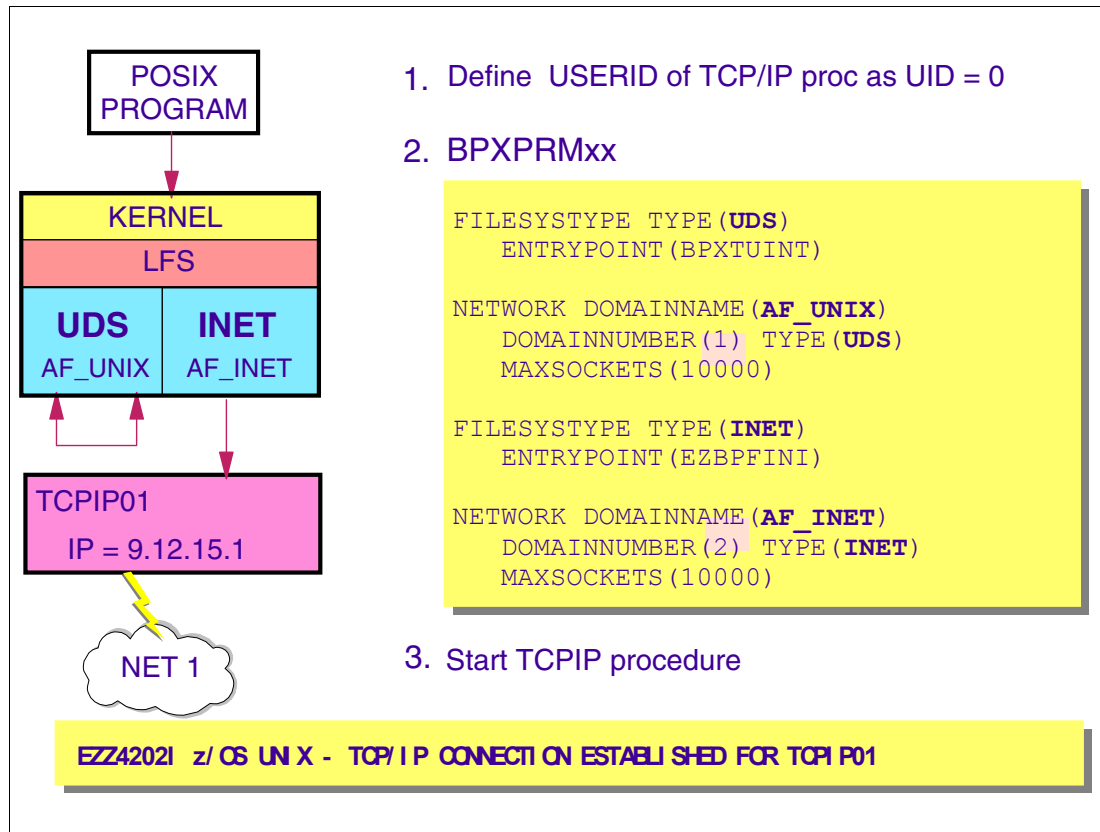 POSIX
PROGRAM
KERNEL
LFS
UDS
AF_UNIX
INET
AF_INET
TCPIP01
IP = 9.12.15.1
NET 1
1. Define USERID of TCP/IP proc as UID = 0
2. BPXPRMxx
FILESYSTYPE TYPE(UDS)
ENTRYPOINT(BPXTUINT)
NETWORK DOMAINNAME(AF_UNIX)
DOMAINNUMBER(1) TYPE(UDS)
MAXSOCKETS(10000)
FILESYSTYPE TYPE(INET)
ENTRYPOINT(EZBPFINI)
NETWORK DOMAINNAME(AF_INET)
DOMAINNUMBER(2) TYPE(INET)
MAXSOCKETS(10000)
3. Start TCPIP procedure
EZZ4202I z/OS UNIX - TCP/IP CONNECTION ESTABLISHED FOR TCPIP01